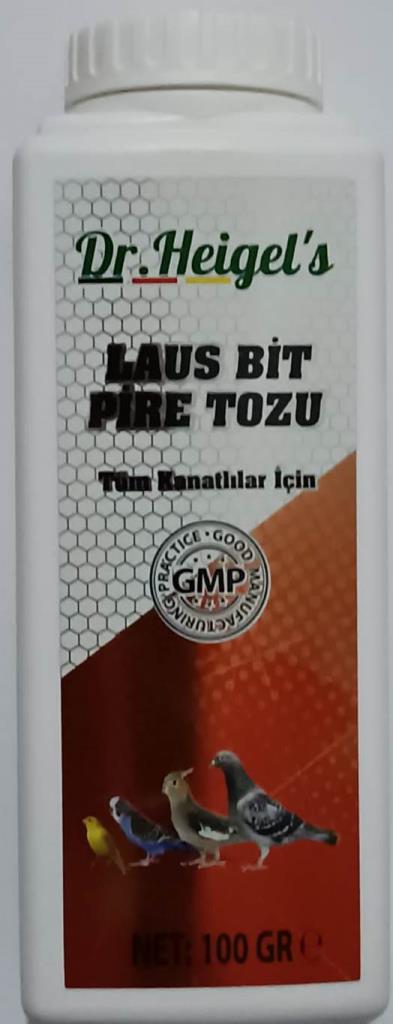 Dr. Heigel's
LAUS BİT
PİRE TOZU
Tüm Kanatlılar İçin
PRACTICE • GOOD MANUFACTURING
GMP
NET: 100 GR ℮